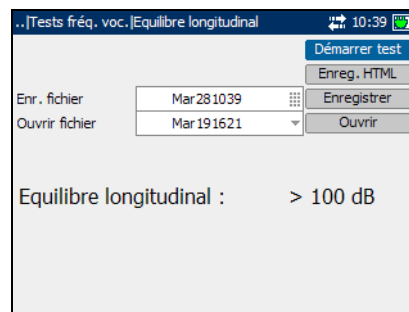 ..|Tests fréq. voc.|Equilibre longitudinal 10:39
Démarrer test
Enreg. HTML
Enr. fichier Mar281039 Enregistrer
Ouvrir fichier Mar191621 Ouvrir
Equilibre longitudinal : > 100 dB